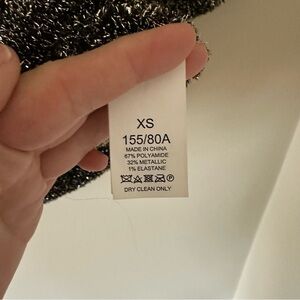 XS
155/80A
MADE IN CHINA
67% POLYAMIDE
32% METALLIC
1% ELASTANE
DRY CLEAN ONLY